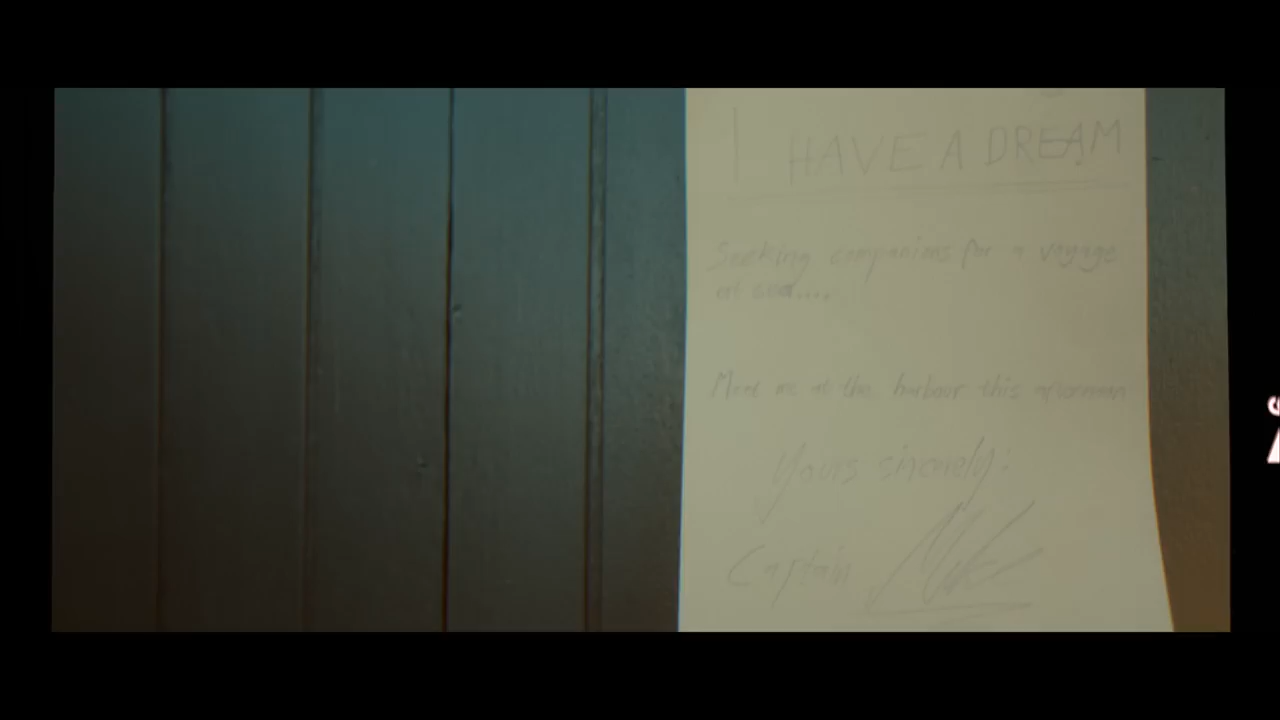 I HAVE A DREAM
Seeking companions for a voyage
at sea....
Meet me at the harbour this afternoon
Yours sincerely:
Captain